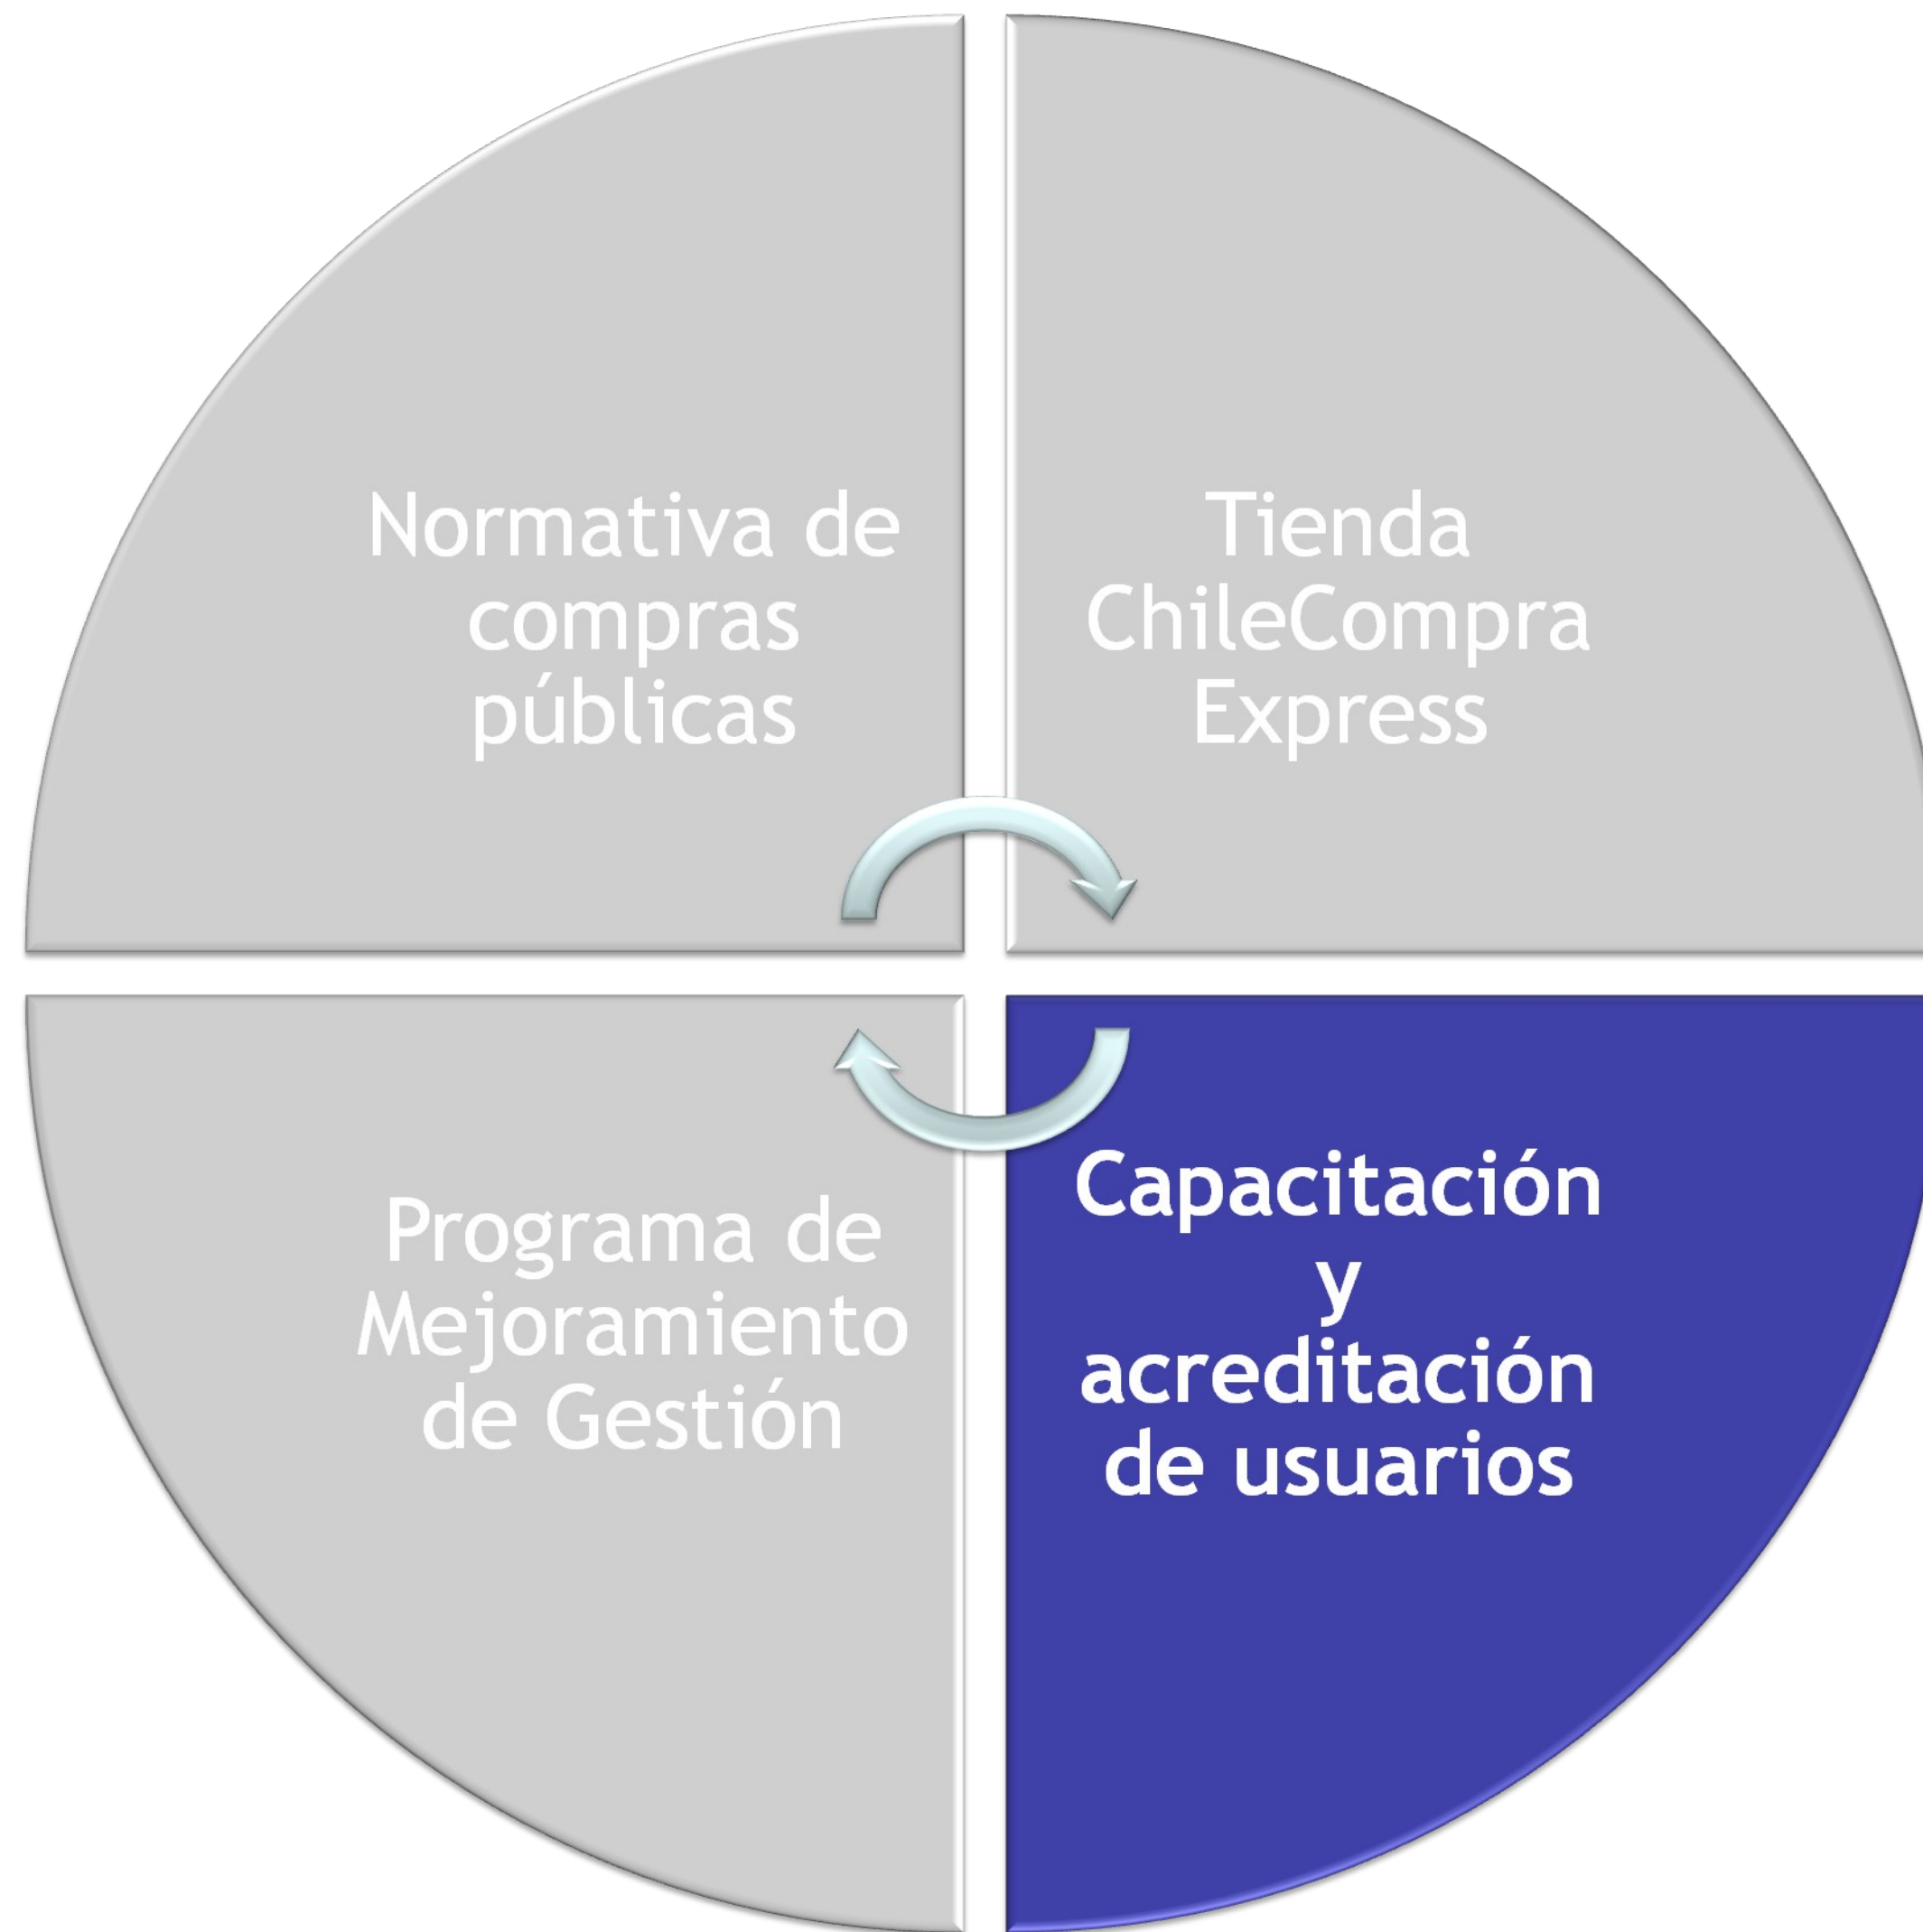 Normativa de
compras
públicas
Tienda
ChileCompra
Express
Programa de
Mejoramiento
de Gestión
Capacitación
y
acreditación
de usuarios